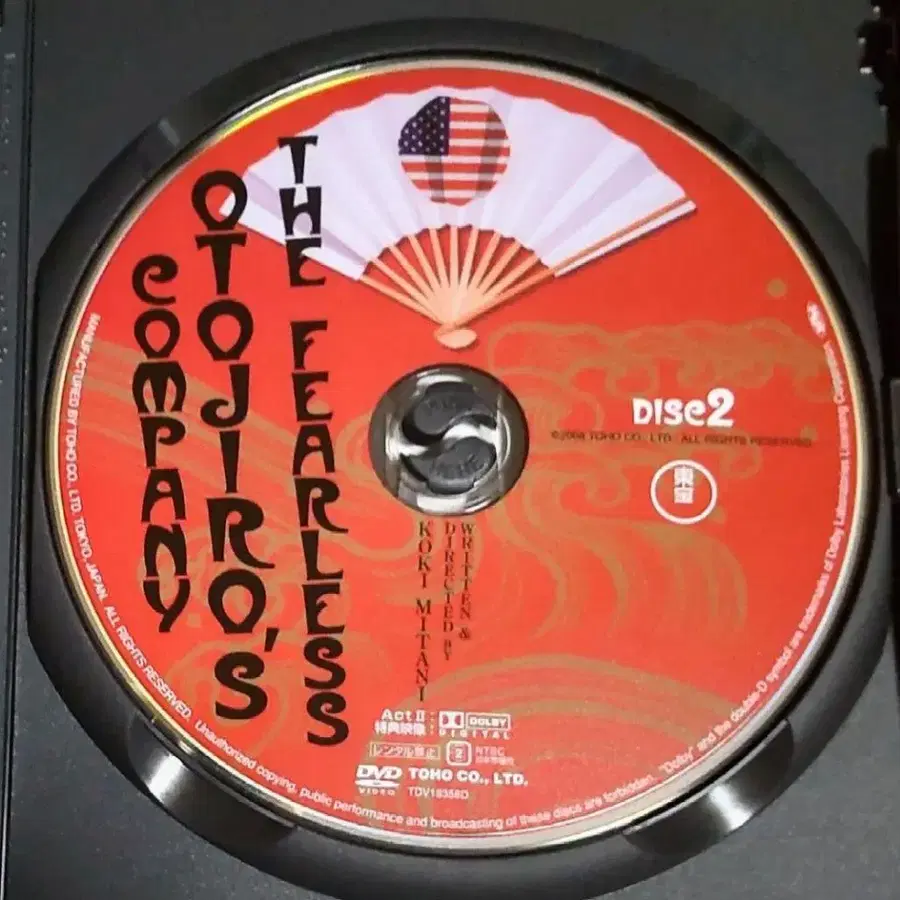 THE FEARLESS
OTOJIRO'S
COMPANY
DISC2
©2008 TOHO CO., LTD. ALL RIGHTS RESERVED.
東宝
WRITTEN &
DIRECTED BY
KOKI MITANI
Act II
特典映像
DOLBY
DIGITAL
レンタル禁止
2
NTSC
日本市場向
DVD
VIDEO
TOHO CO., LTD.
TDV18358D
MANUFACTURED BY TOHO CO., LTD. TOKYO, JAPAN. ALL RIGHTS RESERVED. Unauthorized copying, public performance and broadcasting of these discs are forbidden. "Dolby" and the double-D symbol are trademarks of Dolby Laboratories Licensing Corporation.